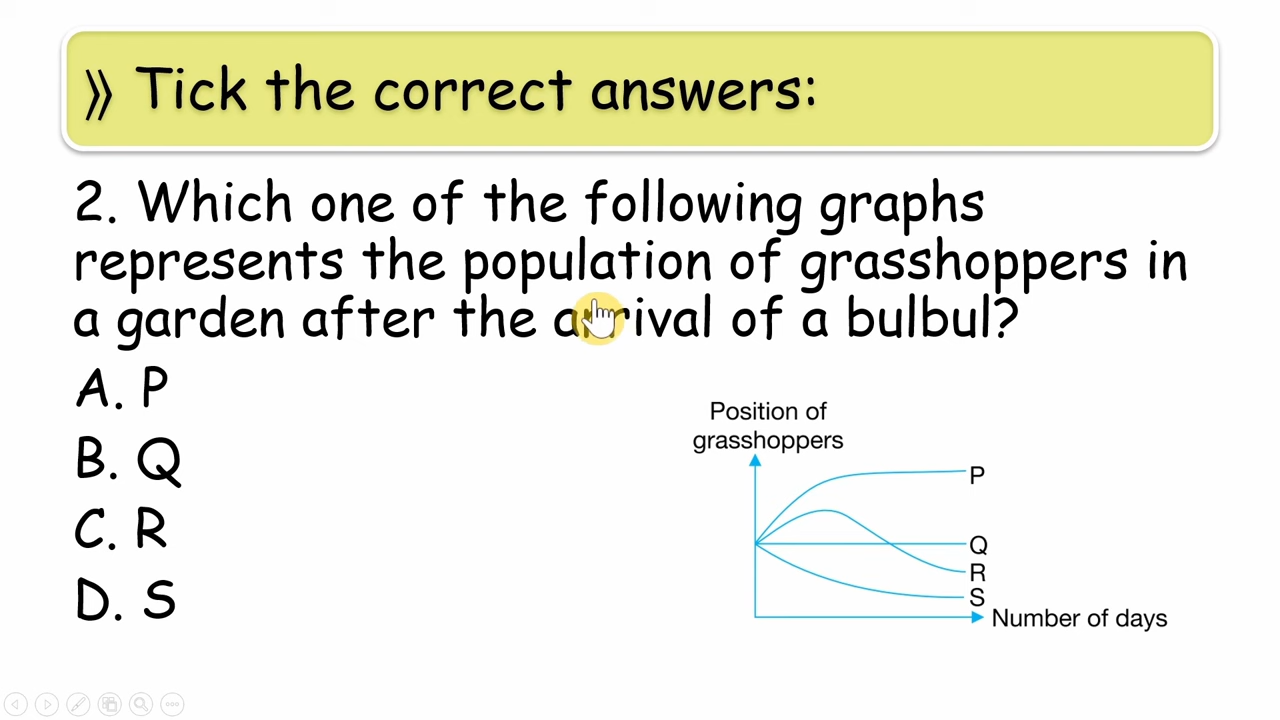 » Tick the correct answers:
2. Which one of the following graphs
represents the population of grasshoppers in
a garden after the arrival of a bulbul?
A. P
B. Q
C. R
D. S
Position of
grasshoppers
P
Q
R
S
Number of days